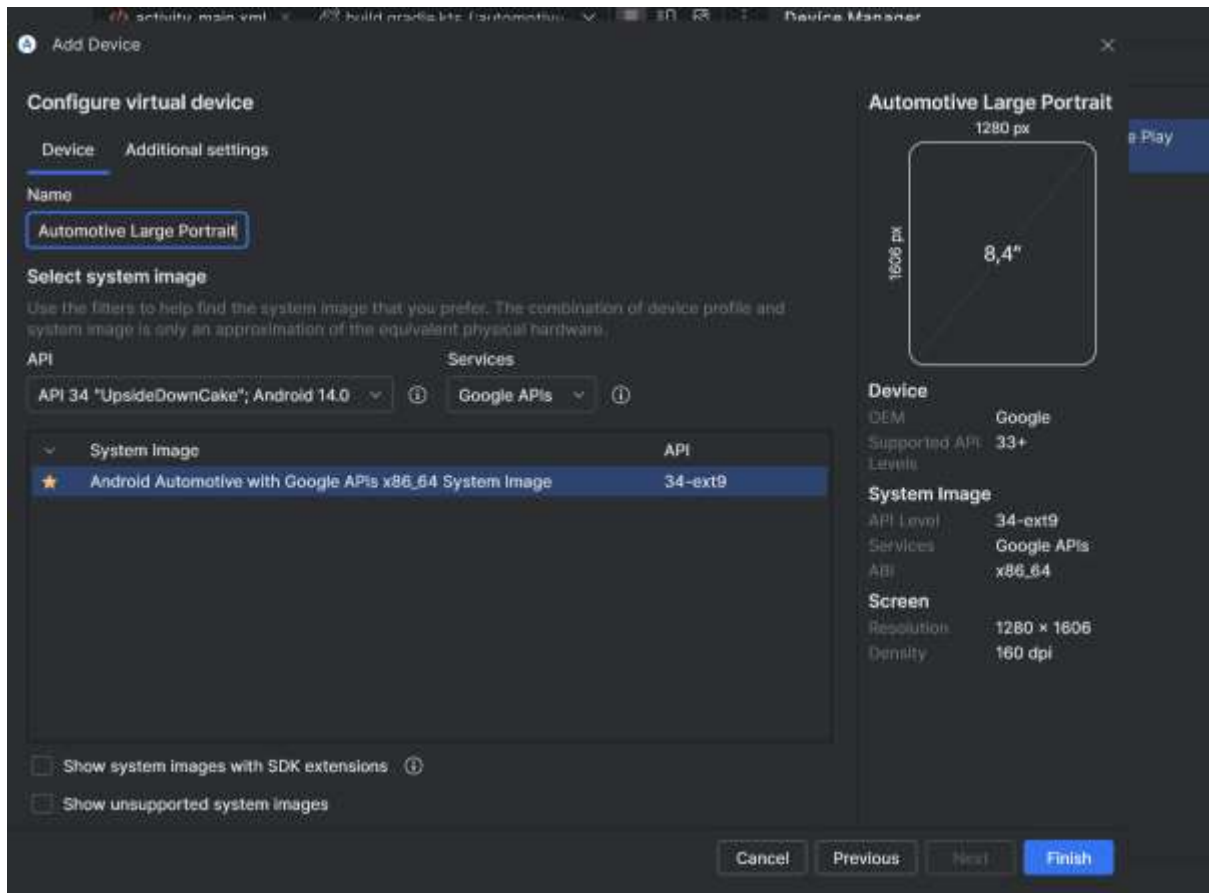 activity_main.xml build.gradle.kts (automotive Device Manager
Add Device
Configure virtual device
Device Additional settings
Name
Automotive Large Portrait
Select system image
Use the filters to help find the system image that you prefer. The combination of device profile and
system image is only an approximation of the equivalent physical hardware.
API Services
API 34 "UpsideDownCake"; Android 14.0 Google APIs
System Image API
Android Automotive with Google APIs x86_64 System Image 34-ext9
Show system images with SDK extensions
Show unsupported system images
Automotive Large Portrait
1280 px
1606 px
8,4"
Device
OEM Google
Supported API 33+
Levels
System Image
API Level 34-ext9
Services Google APIs
ABI x86_64
Screen
Resolution 1280 × 1606
Density 160 dpi
Play
Cancel Previous Next Finish